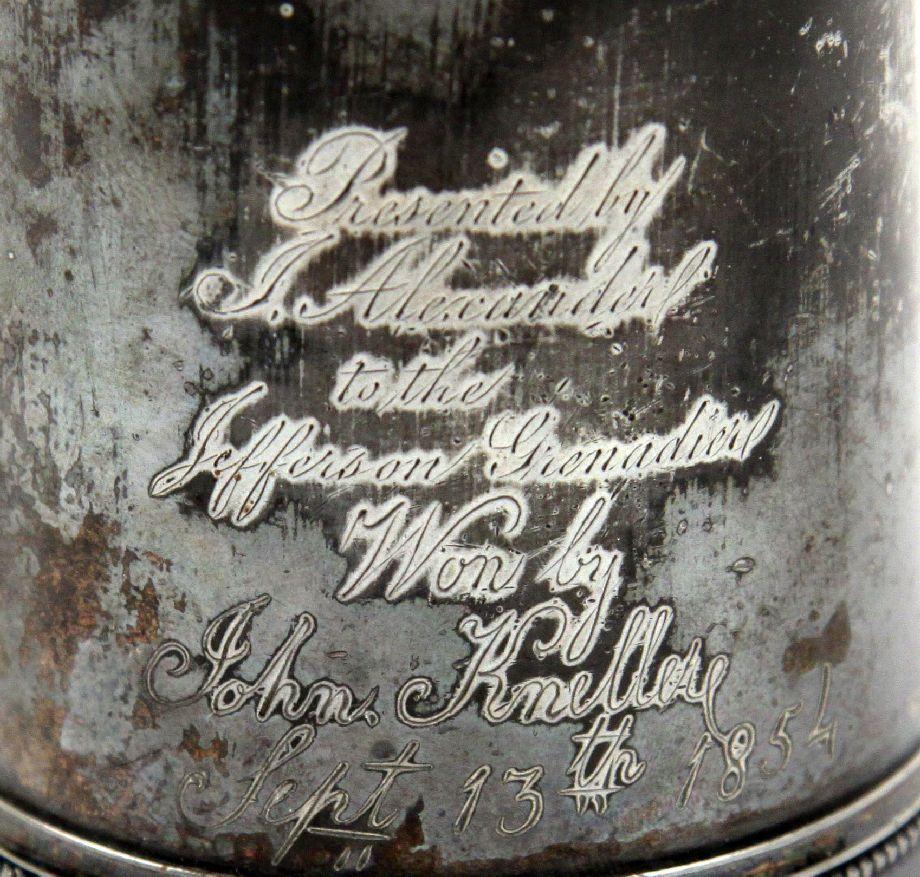 Presented by
J. Alexander
to the
Jefferson Grenadiers
Won by
John. Kneller
Sept 13th 1854